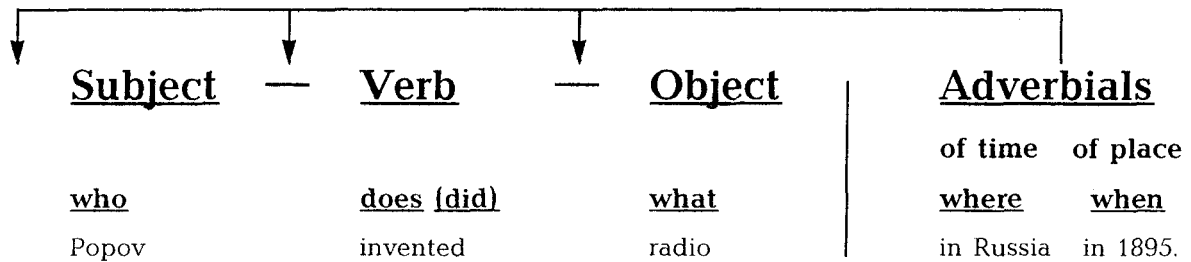 Subject — Verb — Object Adverbials
of time of place
who does (did) what where when
Popov invented radio in Russia in 1895.